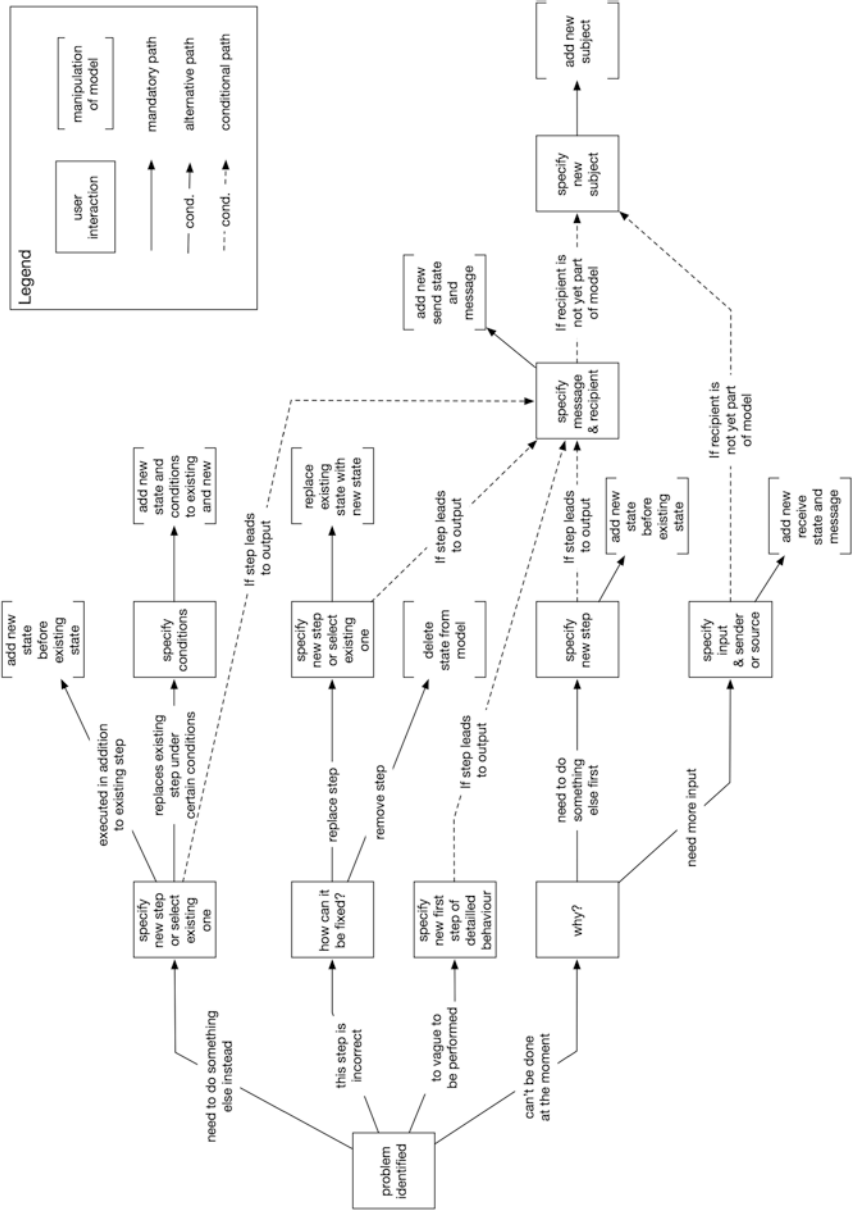 Legend
user
interaction
manipulation
of model
mandatory path
cond.
alternative path
cond.
conditional path
problem
identified
need to do something
else instead
this step is
incorrect
to vague to
be performed
can't be done
at the moment
specify
new step
or select
existing
one
how can it
be fixed?
specify
new first
step of
detailled
behaviour
why?
executed in addition
to existing step
replaces existing
step under
certain conditions
If step leads
to output
replace step
remove step
If step leads
to output
need to do
something
else first
need more input
add new
state
before
existing
state
specify
conditions
add new
state and
conditions
to existing
and new
specify
new step
or select
existing
one
replace
existing
state with
new state
If step leads
to output
delete
state from
model
specify
new step
If step leads
to output
add new
state
before
existing
state
specify
input
& sender
or source
add new
receive
state and
message
specify
message
& recipient
add new
send state
and
message
If recipient is
not yet part
of model
If recipient is
not yet part
of model
specify
new
subject
add new
subject